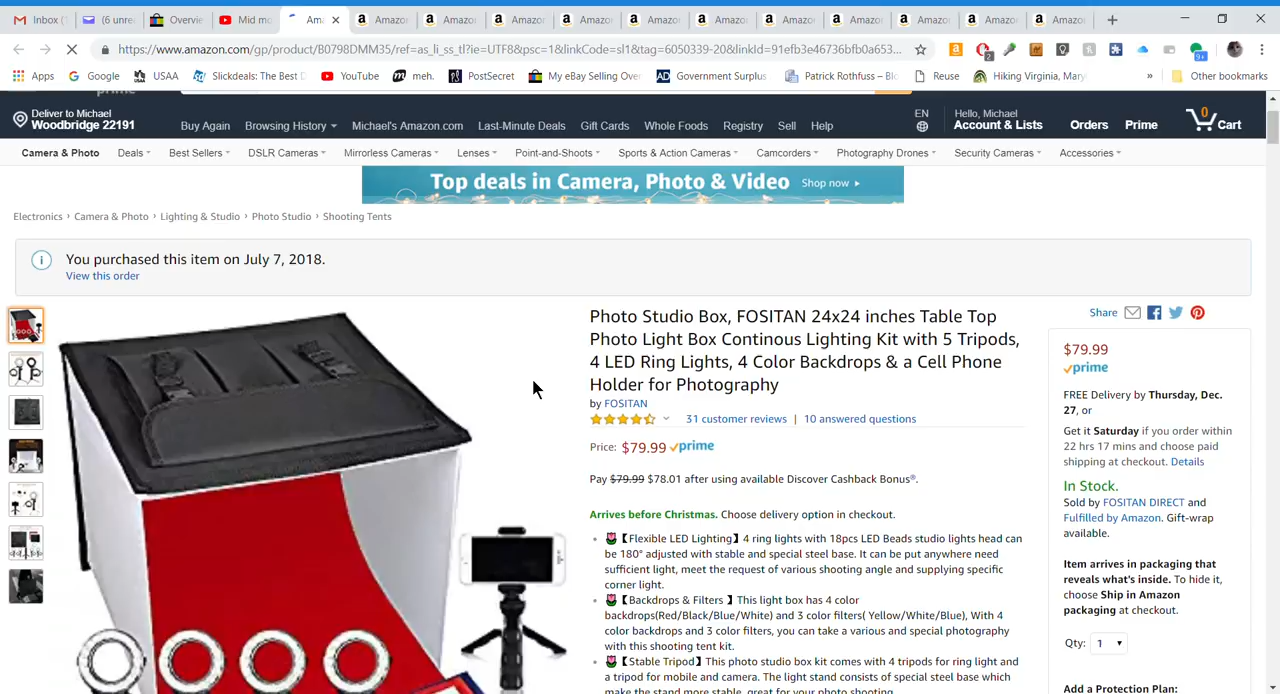 Inbox (
(6 unre
Overvie
Mid mo
Am
Amazor
Amazo
Amazor
Amazor
Amazor
Amazor
Amazo
Amazor
Amazo
Amazor
Amazor
https://www.amazon.com/gp/product/B0798DMM35/ref=as_li_ss_tl?ie=UTF8&psc=1&linkCode=sl1&tag=6050339-20&linkId=91efb3e46736bfb0a653...
Apps
Google
USAA
Slickdeals: The Best D
YouTube
meh.
PostSecret
My eBay Selling Over
Government Surplus
Patrick Rothfuss – Blo
Reuse
Hiking Virginia, Mary
»
Other bookmarks
prime
Deliver to Michael
Woodbridge 22191
Buy Again
Browsing History
Michael's Amazon.com
Last-Minute Deals
Gift Cards
Whole Foods
Registry
Sell
Help
EN
Hello, Michael
Account & Lists
Orders
Prime
0
Cart
Camera & Photo
Deals
Best Sellers
DSLR Cameras
Mirrorless Cameras
Lenses
Point-and-Shoots
Sports & Action Cameras
Camcorders
Photography Drones
Security Cameras
Accessories
Top deals in Camera, Photo & Video Shop now
Electronics › Camera & Photo › Lighting & Studio › Photo Studio › Shooting Tents
You purchased this item on July 7, 2018.
View this order
Photo Studio Box, FOSITAN 24x24 inches Table Top
Photo Light Box Continous Lighting Kit with 5 Tripods,
4 LED Ring Lights, 4 Color Backdrops & a Cell Phone
Holder for Photography
by FOSITAN
31 customer reviews | 10 answered questions
Price: $79.99 prime
Pay $79.99 $78.01 after using available Discover Cashback Bonus®.
Arrives before Christmas. Choose delivery option in checkout.
【Flexible LED Lighting】4 ring lights with 18pcs LED Beads studio lights head can
be 180° adjusted with stable and special steel base. It can be put anywhere need
sufficient light, meet the request of various shooting angle and supplying specific
corner light.
【Backdrops & Filters 】This light box has 4 color
backdrops(Red/Black/Blue/White) and 3 color filters( Yellow/White/Blue), With 4
color backdrops and 3 color filters, you can take a various and special photography
with this shooting tent kit.
【Stable Tripod】This photo studio box kit comes with 4 tripods for ring light and
a tripod for mobile and camera. The light stand consists of special steel base which
make the stand more stable, great for your photo shooting.
Share
$79.99
prime
FREE Delivery by Thursday, Dec.
27, or
Get it Saturday if you order within
22 hrs 17 mins and choose paid
shipping at checkout. Details
In Stock.
Sold by FOSITAN DIRECT and
Fulfilled by Amazon. Gift-wrap
available.
Item arrives in packaging that
reveals what's inside. To hide it,
choose Ship in Amazon
packaging at checkout.
Qty: 1
Add a Protection Plan: